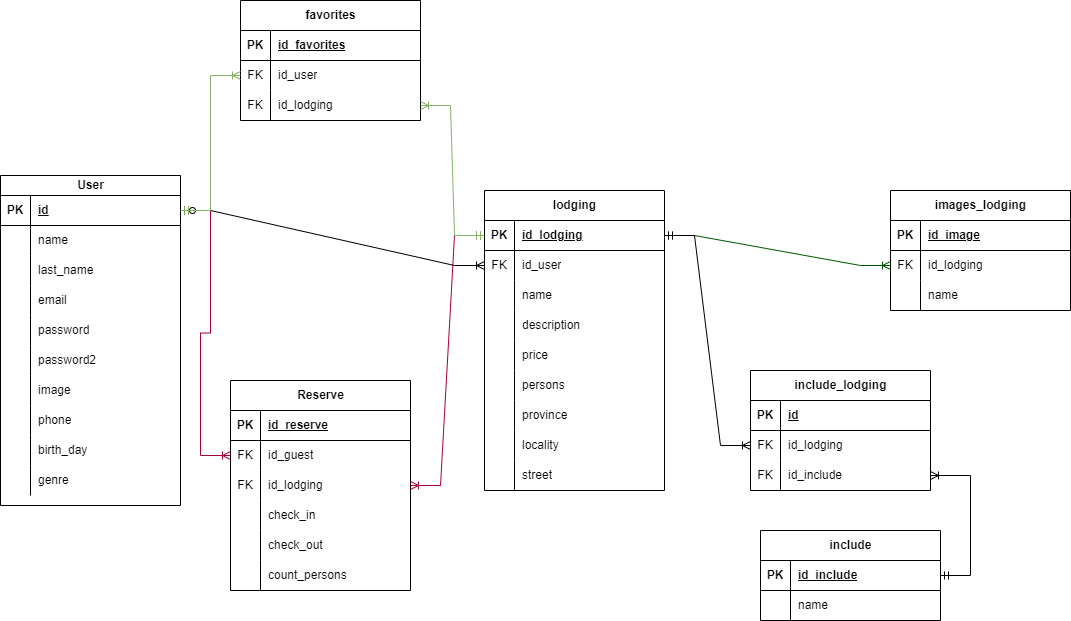 favorites
PK id_favorites
FK id_user
FK id_lodging
User
PK id
name
last_name
email
password
password2
image
phone
birth_day
genre
lodging
PK id_lodging
FK id_user
name
description
price
persons
province
locality
street
images_lodging
PK id_image
FK id_lodging
name
Reserve
PK id_reserve
FK id_guest
FK id_lodging
check_in
check_out
count_persons
include_lodging
PK id
FK id_lodging
FK id_include
include
PK id_include
name